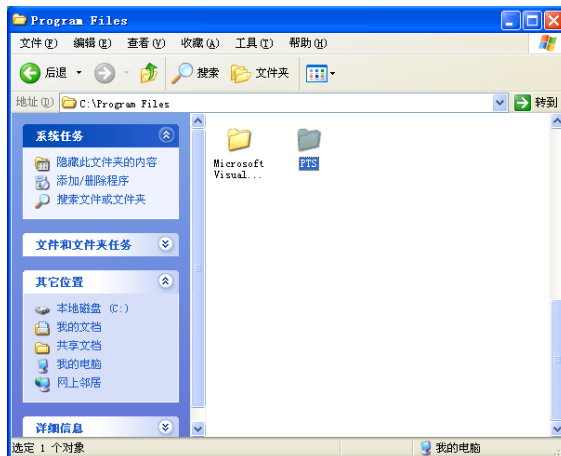 Program Files
文件(F) 编辑(E) 查看(V) 收藏(A) 工具(T) 帮助(H)
后退 搜索 文件夹
地址(D) C:\Program Files 转到
系统任务
隐藏此文件夹的内容
添加/删除程序
搜索文件或文件夹
文件和文件夹任务
其它位置
本地磁盘 (C:)
我的文档
共享文档
我的电脑
网上邻居
详细信息
Microsoft
Visual...
PTS
选定 1 个对象 我的电脑